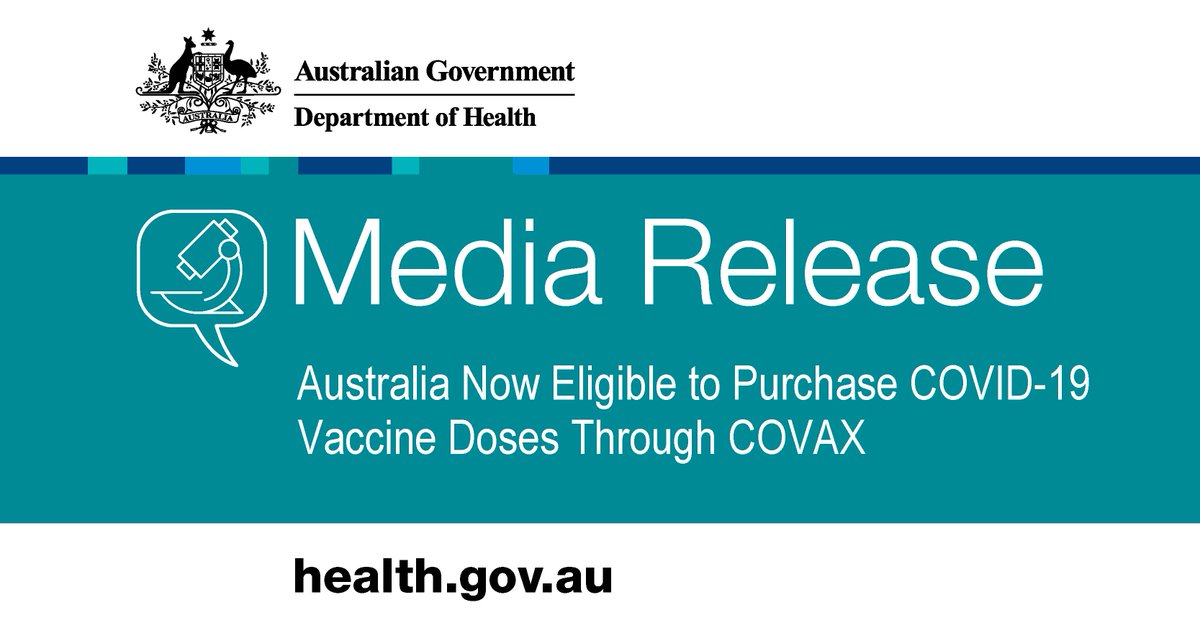 Australian Government
Department of Health
AUSTRALIA
Media Release
Australia Now Eligible to Purchase COVID-19
Vaccine Doses Through COVAX
health.gov.au